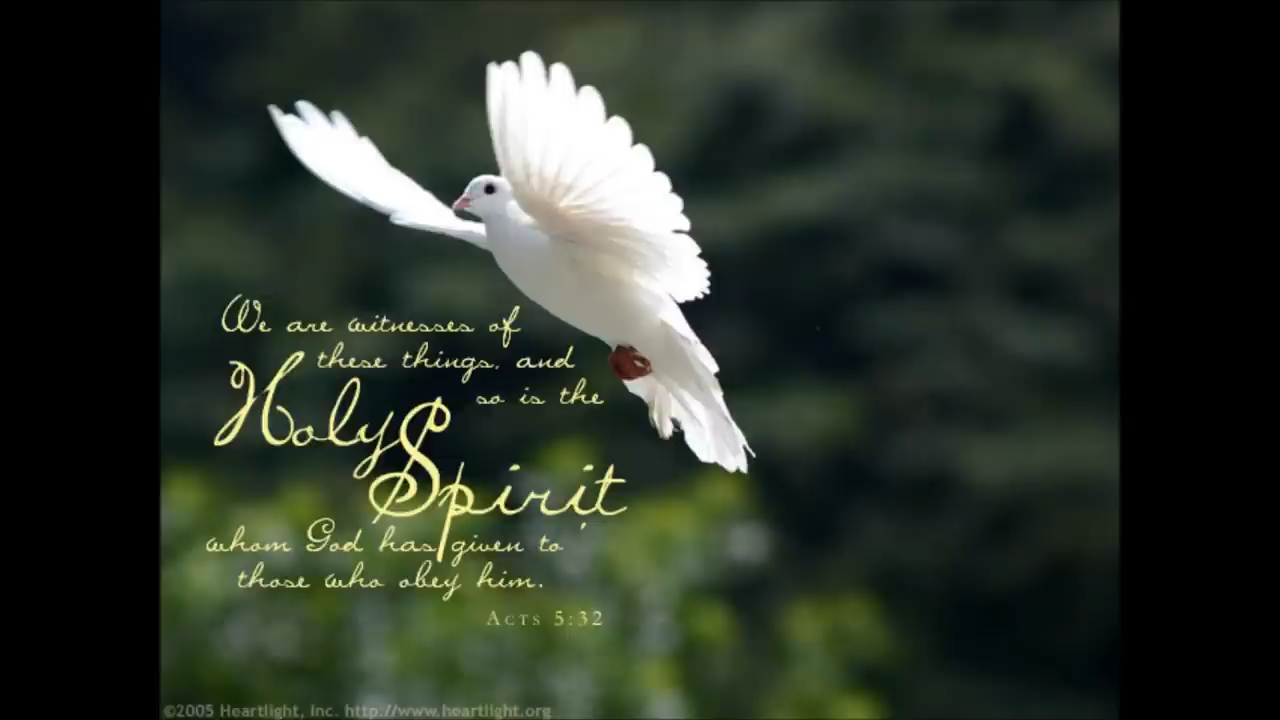 We are witnesses of
these things, and
so is the
Holy
Spirit
whom God has given to
those who obey him.
Acts 5:32
©2005 Heartlight, Inc. http://www.heartlight.org